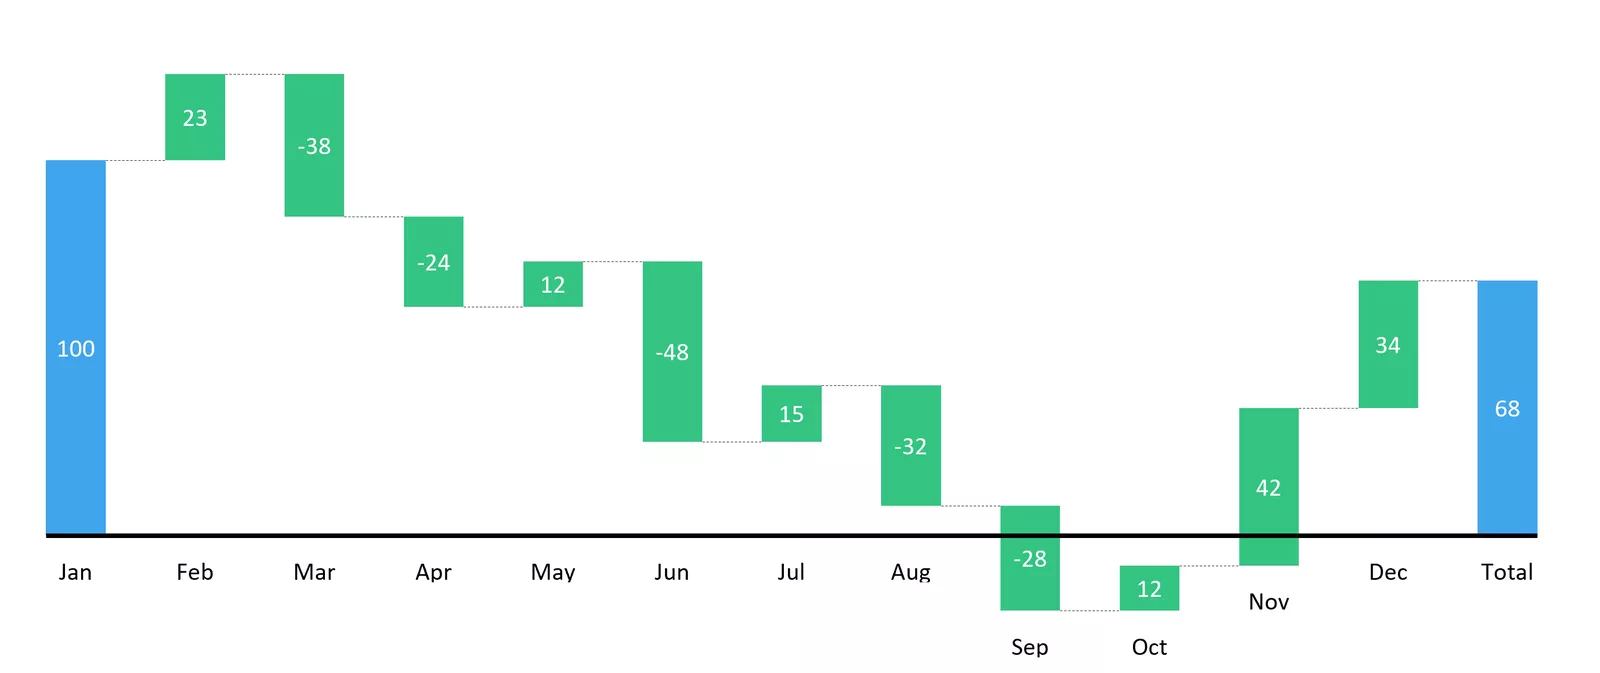 23
-38
-24
12
100
-48
15
-32
34
68
42
-28
12
Jan
Feb
Mar
Apr
May
Jun
Jul
Aug
Dec
Total
Nov
Sep
Oct